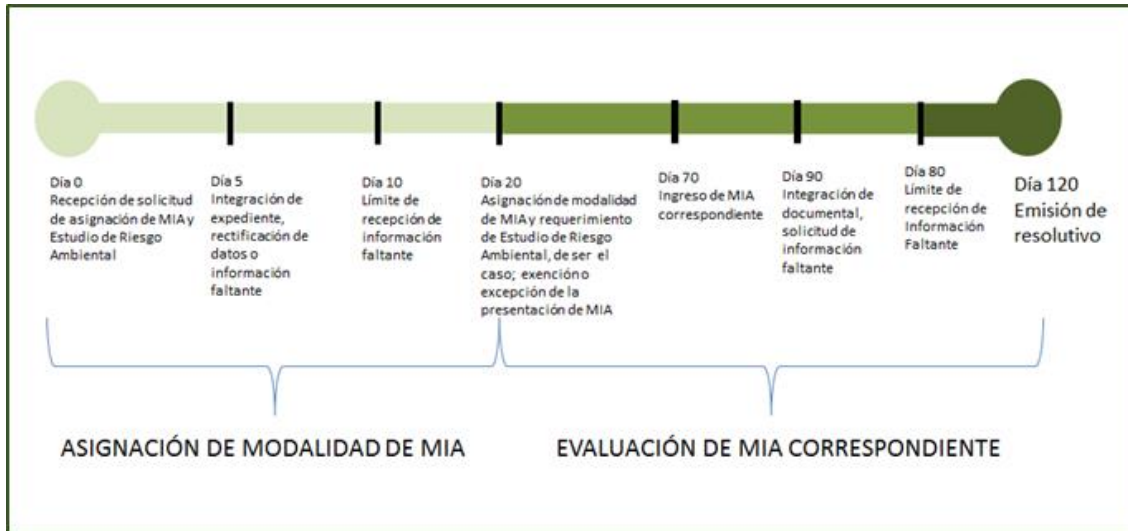 Día 0
Recepción de solicitud
de asignación de MIA y
Estudio de Riesgo
Ambiental
Día 5
Integración de
expediente,
rectificación de
datos o
información
faltante
Día 10
Límite de
recepción de
información
faltante
Día 20
Asignación de modalidad
de MIA y requerimiento
de Estudio de Riesgo
Ambiental, de ser el
caso; exención o
excepción de la
presentación de MIA
Día 70
Ingreso de MIA
correspondiente
Día 90
Integración de
documental,
solicitud de
información
faltante
Día 80
Límite de
recepción de
Información
Faltante
Día 120
Emisión de
resolutivo
ASIGNACIÓN DE MODALIDAD DE MIA
EVALUACIÓN DE MIA CORRESPONDIENTE